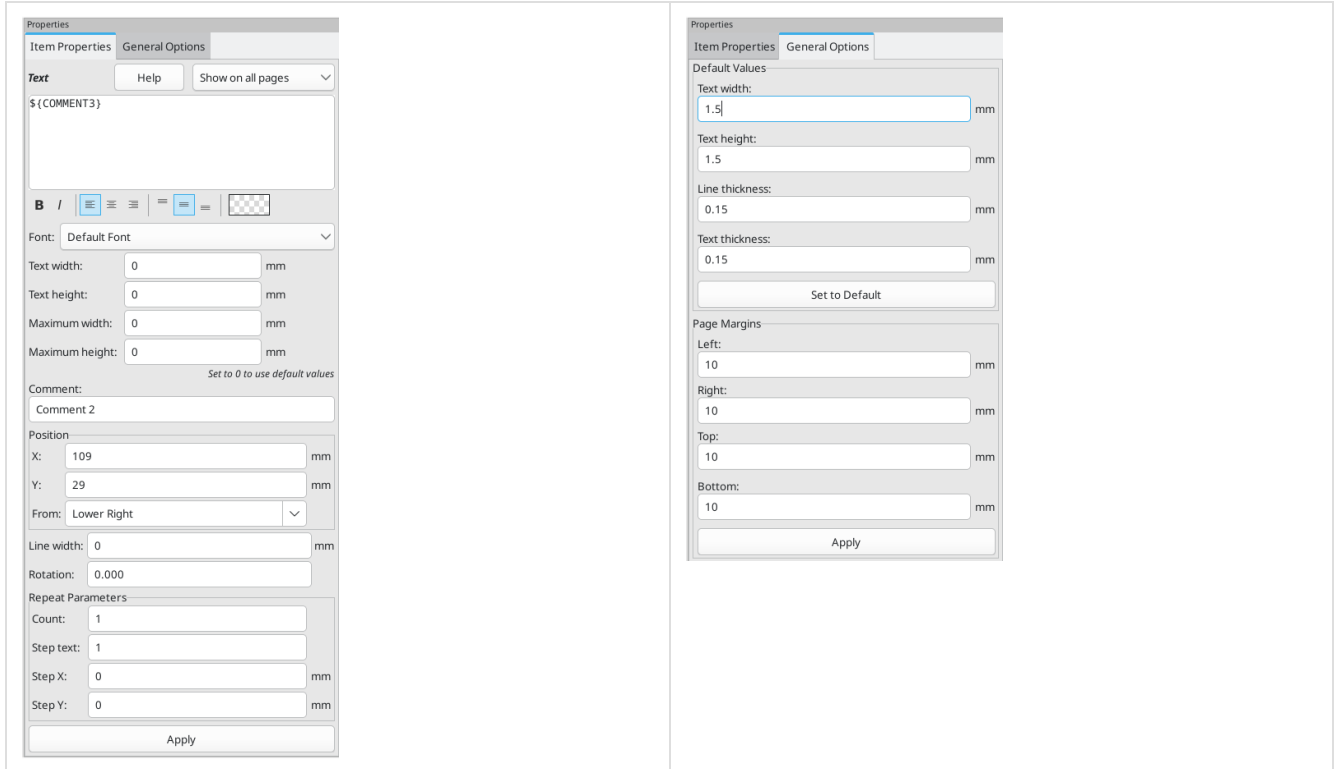 Properties
Item Properties General Options
Text Help Show on all pages
${COMMENT3}
B I
Font: Default Font
Text width: 0 mm
Text height: 0 mm
Maximum width: 0 mm
Maximum height: 0 mm
Set to 0 to use default values
Comment:
Comment 2
Position
X: 109 mm
Y: 29 mm
From: Lower Right
Line width: 0 mm
Rotation: 0.000
Repeat Parameters
Count: 1
Step text: 1
Step X: 0 mm
Step Y: 0 mm
Apply
Properties
Item Properties General Options
Default Values
Text width:
1.5 mm
Text height:
1.5 mm
Line thickness:
0.15 mm
Text thickness:
0.15 mm
Set to Default
Page Margins
Left:
10 mm
Right:
10 mm
Top:
10 mm
Bottom:
10 mm
Apply